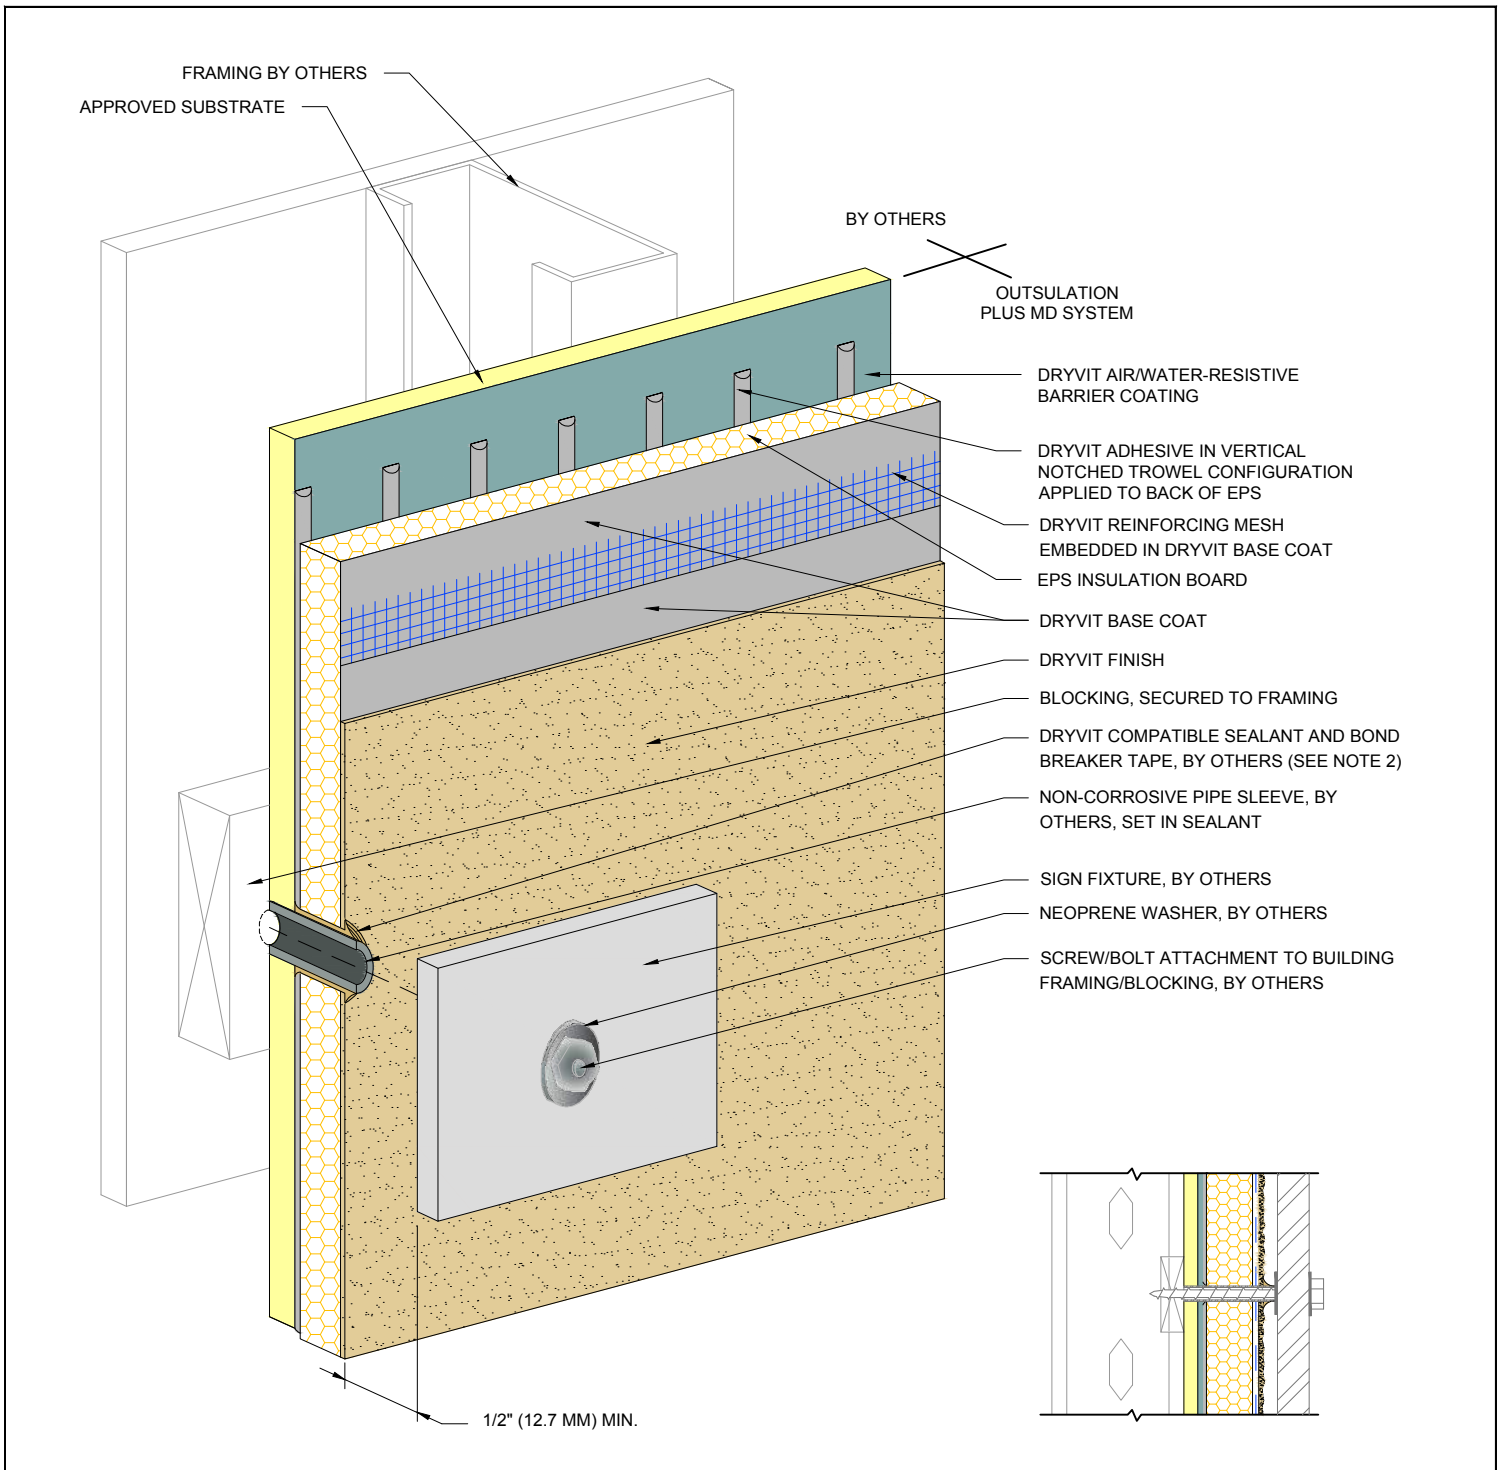 FRAMING BY OTHERS
APPROVED SUBSTRATE
BY OTHERS
OUTSULATION
PLUS MD SYSTEM
DRYVIT AIR/WATER-RESISTIVE
BARRIER COATING
DRYVIT ADHESIVE IN VERTICAL
NOTCHED TROWEL CONFIGURATION
APPLIED TO BACK OF EPS
DRYVIT REINFORCING MESH
EMBEDDED IN DRYVIT BASE COAT
EPS INSULATION BOARD
DRYVIT BASE COAT
DRYVIT FINISH
BLOCKING, SECURED TO FRAMING
DRYVIT COMPATIBLE SEALANT AND BOND
BREAKER TAPE, BY OTHERS (SEE NOTE 2)
NON-CORROSIVE PIPE SLEEVE, BY
OTHERS, SET IN SEALANT
SIGN FIXTURE, BY OTHERS
NEOPRENE WASHER, BY OTHERS
SCREW/BOLT ATTACHMENT TO BUILDING
FRAMING/BLOCKING, BY OTHERS
1/2" (12.7 MM) MIN.